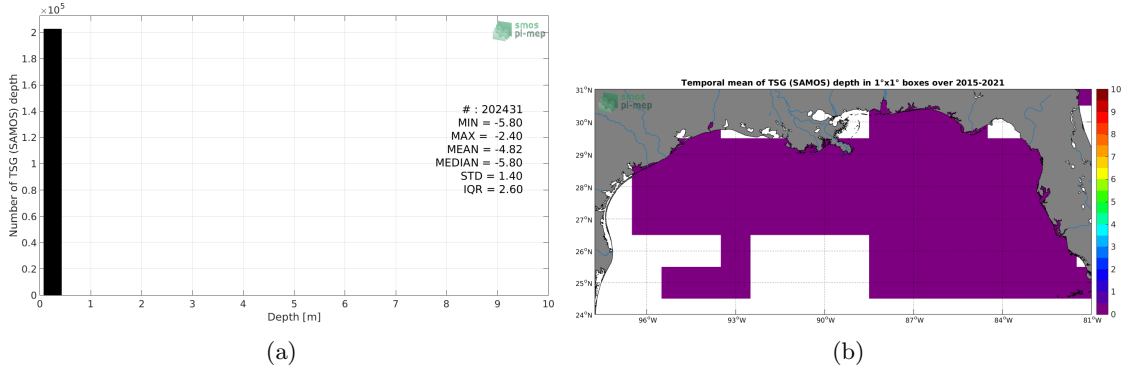 ×10⁵
2
1.8
1.6
1.4
1.2
1
0.8
0.6
0.4
0.2
0
Number of TSG (SAMOS) depth
smos
pi-mep
# : 202431
MIN = -5.80
MAX = -2.40
MEAN = -4.82
MEDIAN = -5.80
STD = 1.40
IQR = 2.60
0 1 2 3 4 5 6 7 8 9 10
Depth [m]
(a)
Temporal mean of TSG (SAMOS) depth in 1°x1° boxes over 2015-2021
smos
pi-mep
31°N
30°N
29°N
28°N
27°N
26°N
25°N
24°N
96°W 93°W 90°W 87°W 84°W 81°W
10
9
8
7
6
5
4
3
2
1
0
(b)